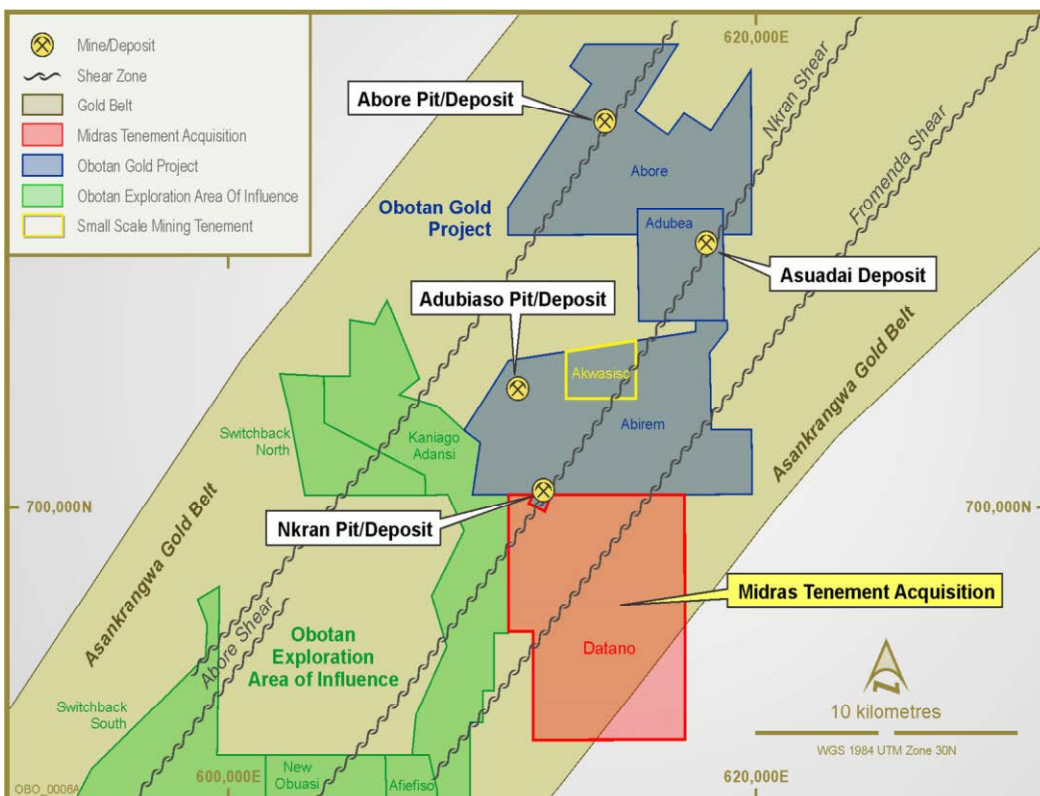 Mine/Deposit
Shear Zone
Gold Belt
Midras Tenement Acquisition
Obotan Gold Project
Obotan Exploration Area Of Influence
Small Scale Mining Tenement
620,000E
Nkran Shear
Fromenda Shear
Abore Pit/Deposit
Abore
Obotan Gold
Project
Adubea
Asuadai Deposit
Adubiaso Pit/Deposit
Akwasiso
Abirem
Switchback
North
Kaniago
Adansi
Asankrangwa Gold Belt
700,000N
Nkran Pit/Deposit
700,000N
Asankrangwa Gold Belt
Midras Tenement Acquisition
Abore Shear
Obotan
Exploration
Area of Influence
Datano
Switchback
South
N
10 kilometres
WGS 1984 UTM Zone 30N
600,000E
New
Obuasi
Afiefiso
620,000E
OBO_0006A